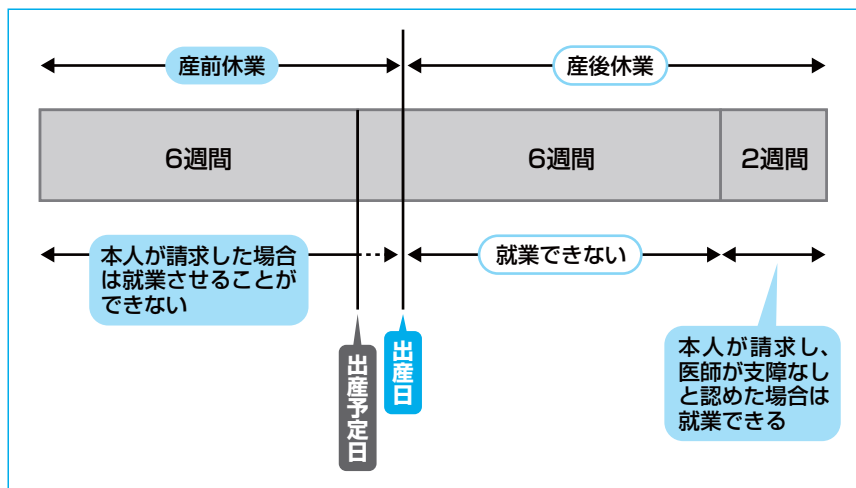 産前休業
産後休業
6週間
6週間
2週間
本人が請求した場合
は就業させることが
できない
就業できない
出産予定日
出産日
本人が請求し、
医師が支障なし
と認めた場合は
就業できる